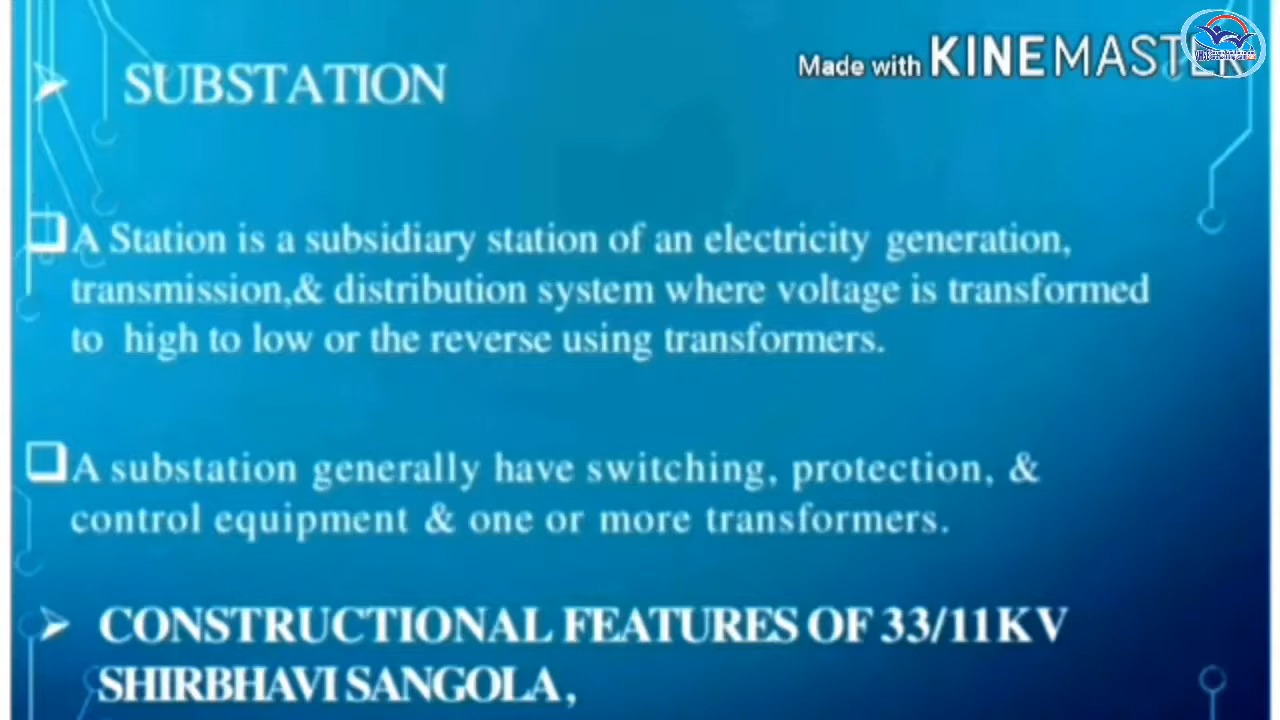 Made with KINEMASTER
SUBSTATION
A Station is a subsidiary station of an electricity generation,
transmission,& distribution system where voltage is transformed
to high to low or the reverse using transformers.
A substation generally have switching, protection, &
control equipment & one or more transformers.
CONSTRUCTIONAL FEATURES OF 33/11KV
SHIRBHAVI SANGOLA,